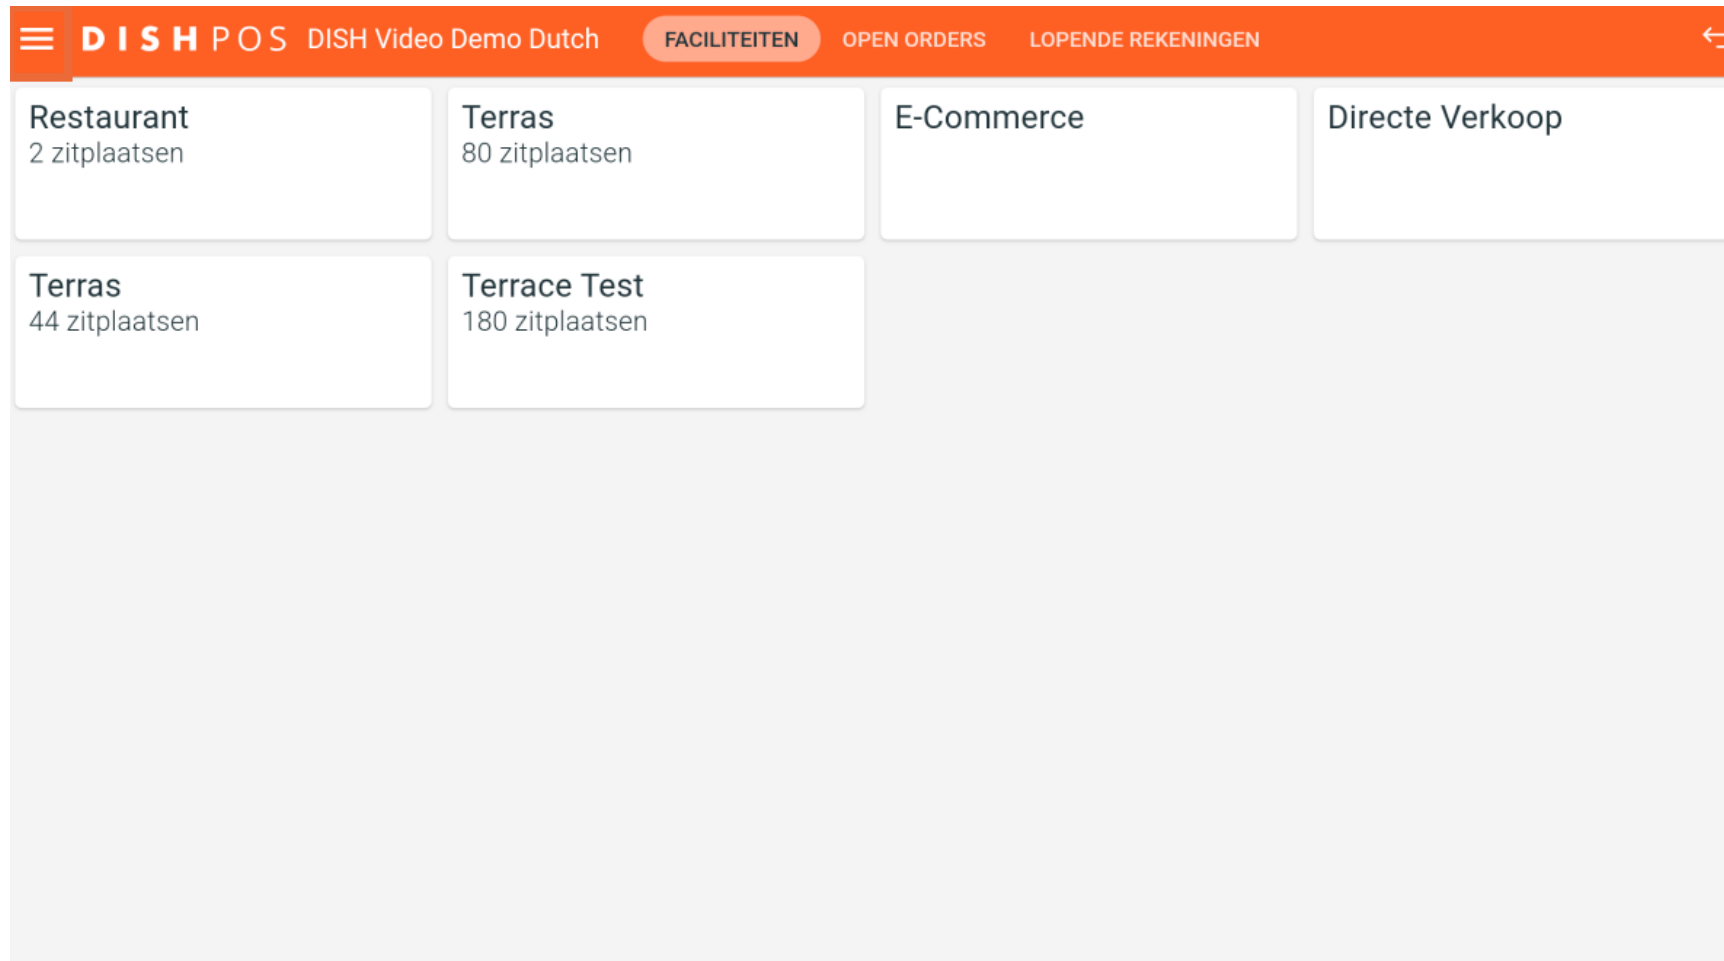 DISH POS DISH Video Demo Dutch FACILITEITEN OPEN ORDERS LOPENDE REKENINGEN
Restaurant
2 zitplaatsen
Terras
80 zitplaatsen
E-Commerce
Directe Verkoop
Terras
44 zitplaatsen
Terrace Test
180 zitplaatsen